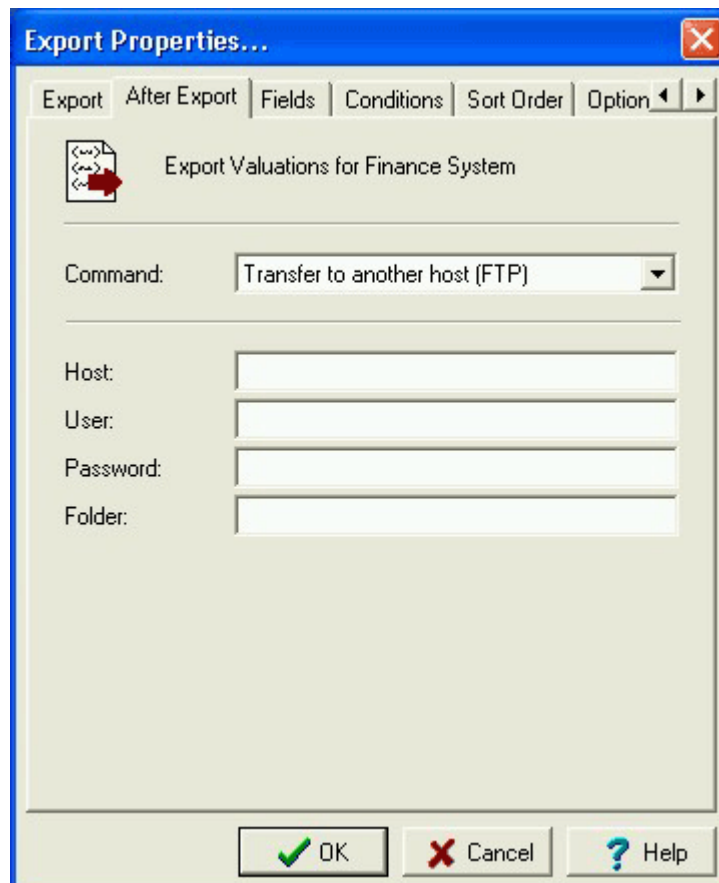 Export Properties...
Export After Export Fields Conditions Sort Order Option
Export Valuations for Finance System
Command: Transfer to another host (FTP)
Host:
User:
Password:
Folder:
OK Cancel Help